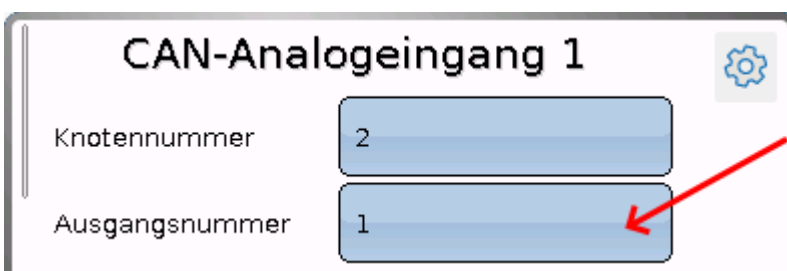 CAN-Analogeingang 1
Knotennummer 2
Ausgangsnummer 1